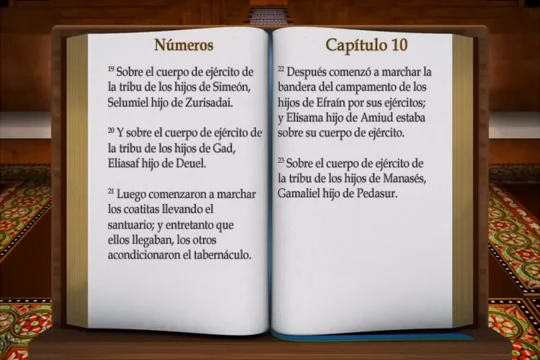 Números
19 Sobre el cuerpo de ejército de
la tribu de los hijos de Simeón,
Selumiel hijo de Zurisadai.
20 Y sobre el cuerpo de ejército de
la tribu de los hijos de Gad,
Eliasaf hijo de Deuel.
21 Luego comenzaron a marchar
los coatitas llevando el
santuario; y entretanto que
ellos llegaban, los otros
acondicionaron el tabernáculo.
Capítulo 10
22 Después comenzó a marchar la
bandera del campamento de los
hijos de Efraín por sus ejércitos;
y Elisama hijo de Amiud estaba
sobre su cuerpo de ejército.
23 Sobre el cuerpo de ejército de
la tribu de los hijos de Manasés,
Gamaliel hijo de Pedasur.